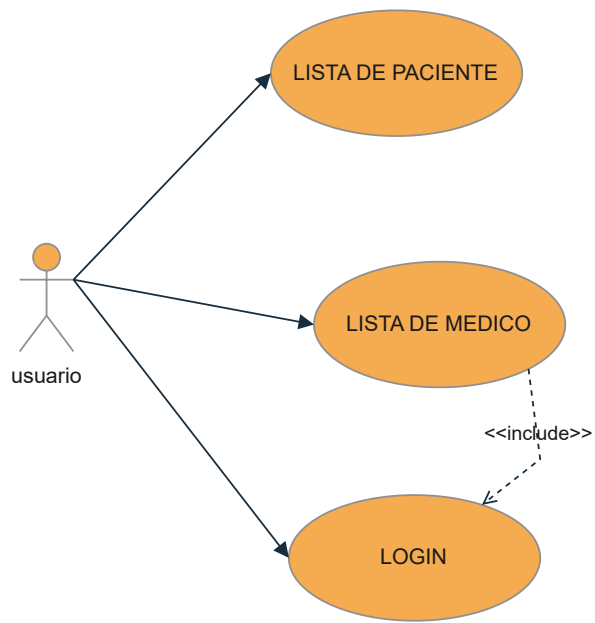 LISTA DE PACIENTE
LISTA DE MEDICO
usuario
<<include>>
LOGIN